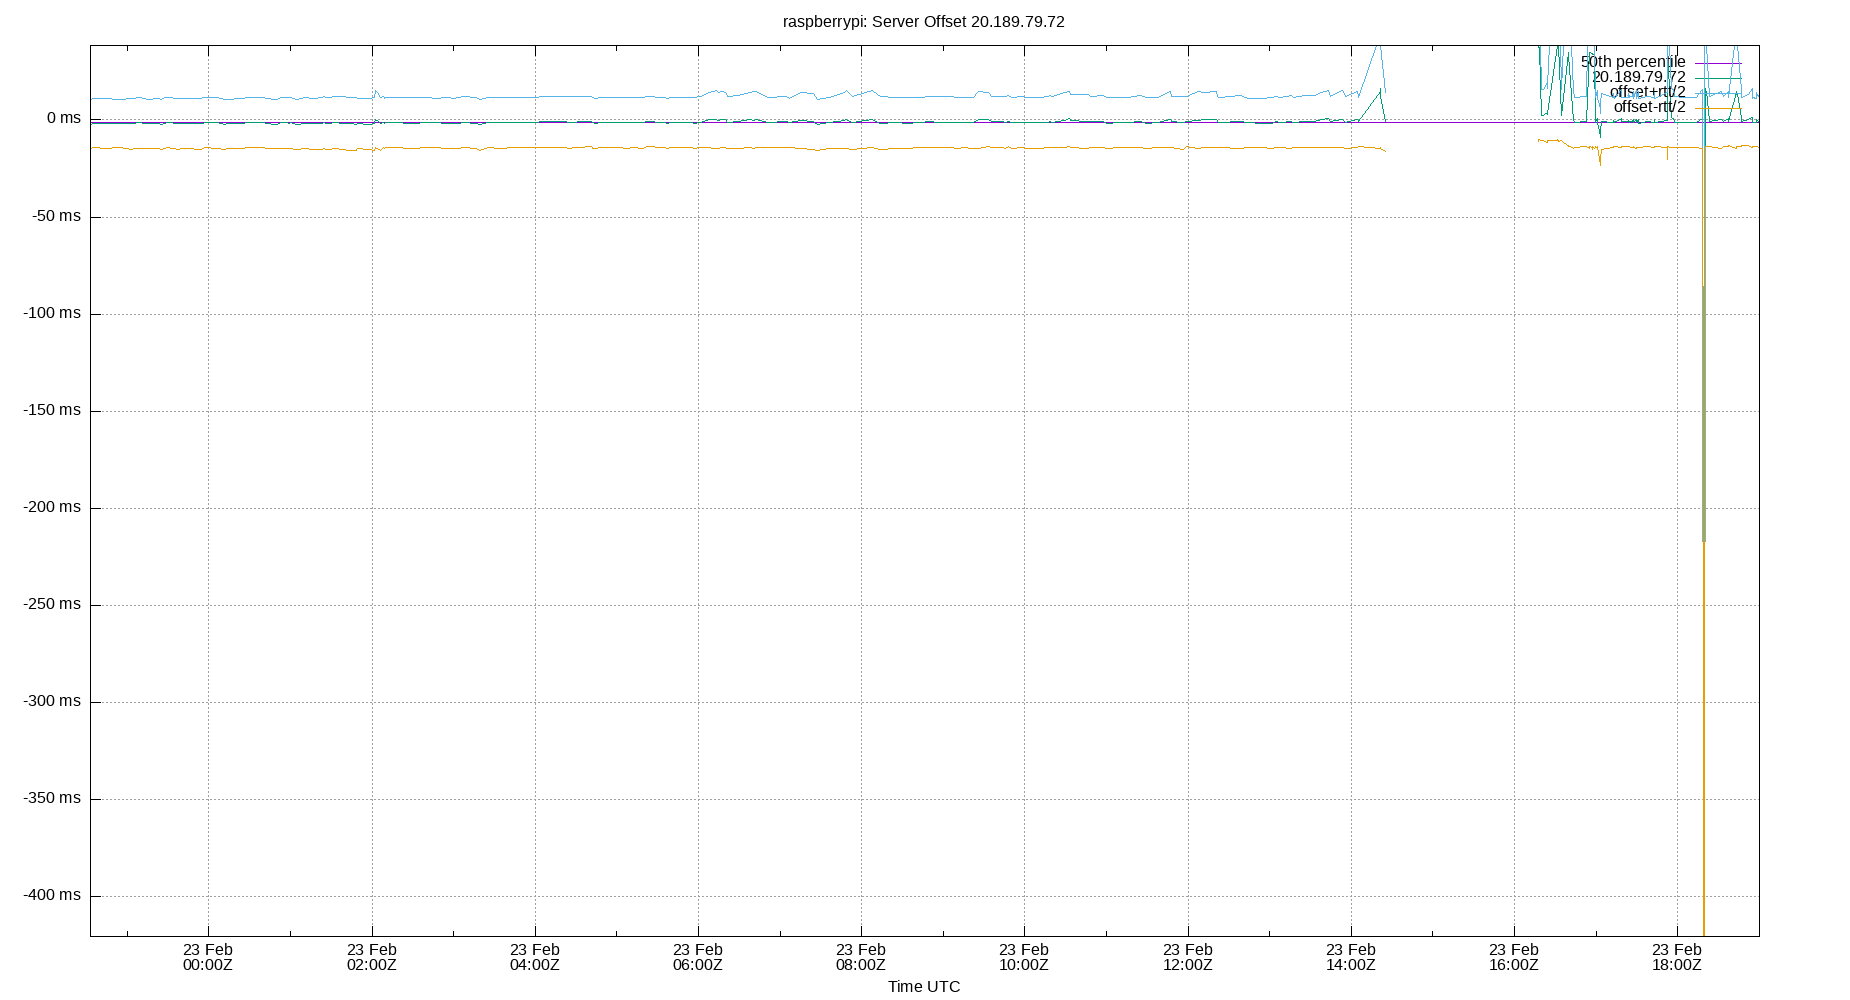 raspberrypi: Server Offset 20.189.79.72
50th percentile
20.189.79.72
offset+rtt/2
offset-rtt/2
0 ms
-50 ms
-100 ms
-150 ms
-200 ms
-250 ms
-300 ms
-350 ms
-400 ms
23 Feb 23 Feb 23 Feb 23 Feb 23 Feb 23 Feb 23 Feb 23 Feb 23 Feb 23 Feb
00:00Z 02:00Z 04:00Z 06:00Z 08:00Z 10:00Z 12:00Z 14:00Z 16:00Z 18:00Z
Time UTC